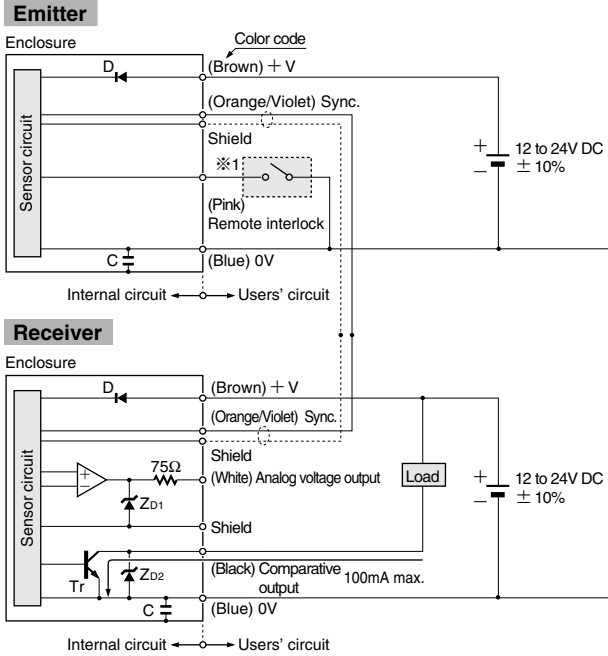 Emitter
Enclosure
Color code
D
(Brown) + V
(Orange/Violet) Sync.
Shield
※1
(Pink)
Remote interlock
Sensor circuit
+
−
12 to 24V DC
± 10%
C
(Blue) 0V
Internal circuit
Users' circuit
Receiver
Enclosure
D
(Brown) + V
(Orange/Violet) Sync.
Shield
75Ω
(White) Analog voltage output
Load
+
−
12 to 24V DC
± 10%
Sensor circuit
+
−
ZD1
Shield
Tr
ZD2
(Black) Comparative
output
100mA max.
C
(Blue) 0V
Internal circuit
Users' circuit